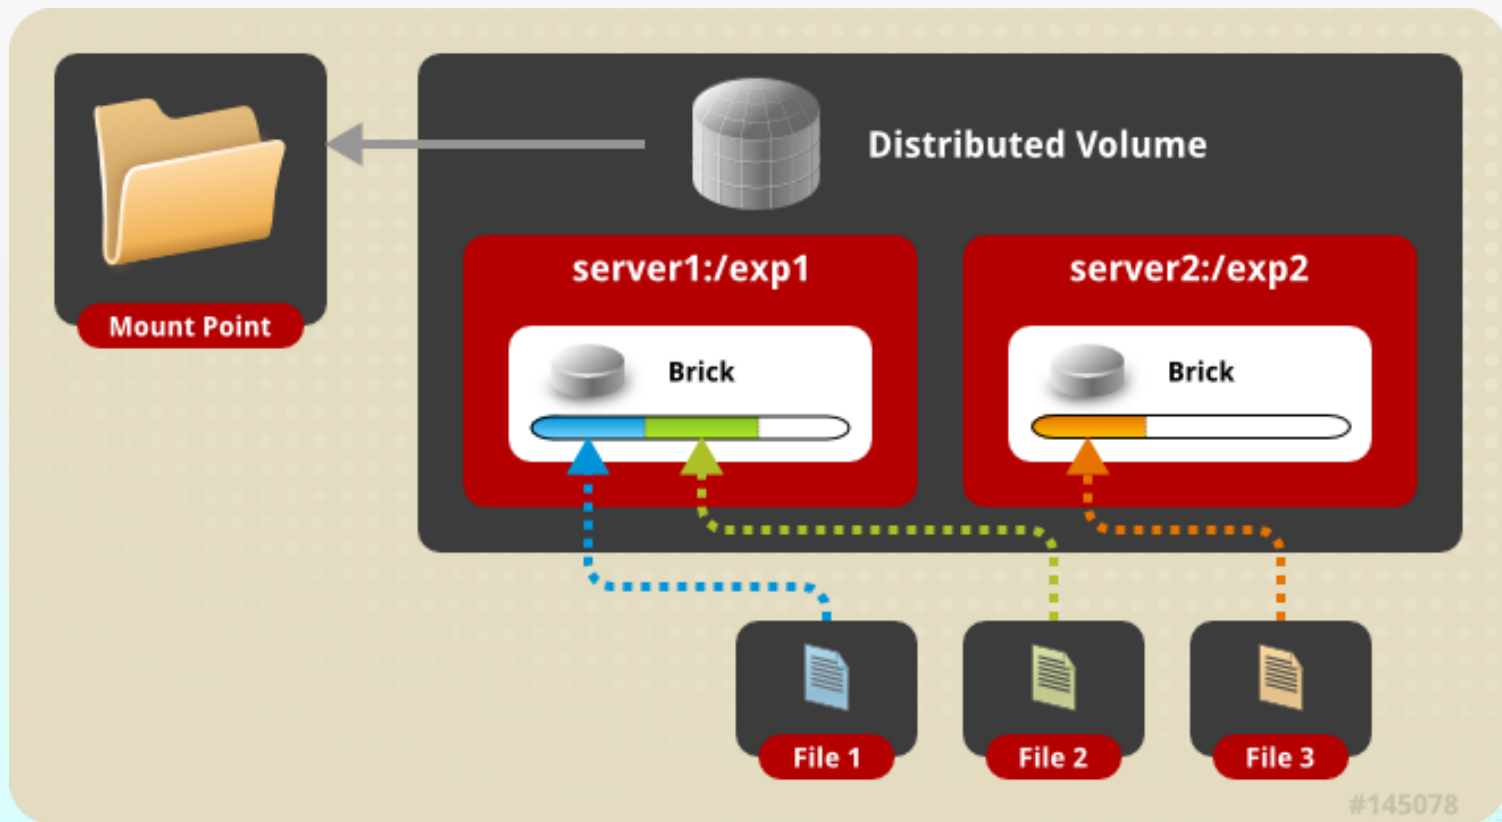 Distributed Volume
server1:/exp1
server2:/exp2
Mount Point
Brick
Brick
File 1
File 2
File 3
#145078